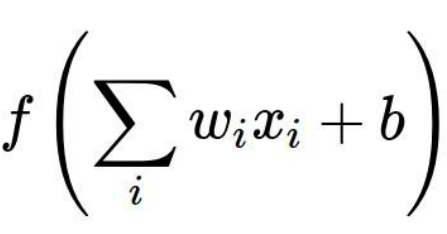 f(∑_i w_i x_i + b)